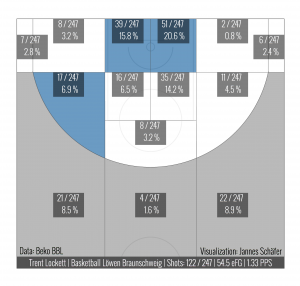 8 / 247
3.2 %
39 / 247
15.8 %
51 / 247
20.6 %
2 / 247
0.8 %
7 / 247
2.8 %
6 / 247
2.4 %
17 / 247
6.9 %
16 / 247
6.5 %
35 / 247
14.2 %
11 / 247
4.5 %
8 / 247
3.2 %
21 / 247
8.5 %
4 / 247
1.6 %
22 / 247
8.9 %
Data: Beko BBL
Visualization: Jannes Schäfer
Trent Lockett | Basketball Löwen Braunschweig | Shots: 122 / 247 | 54.5 eFG | 1.33 PPS